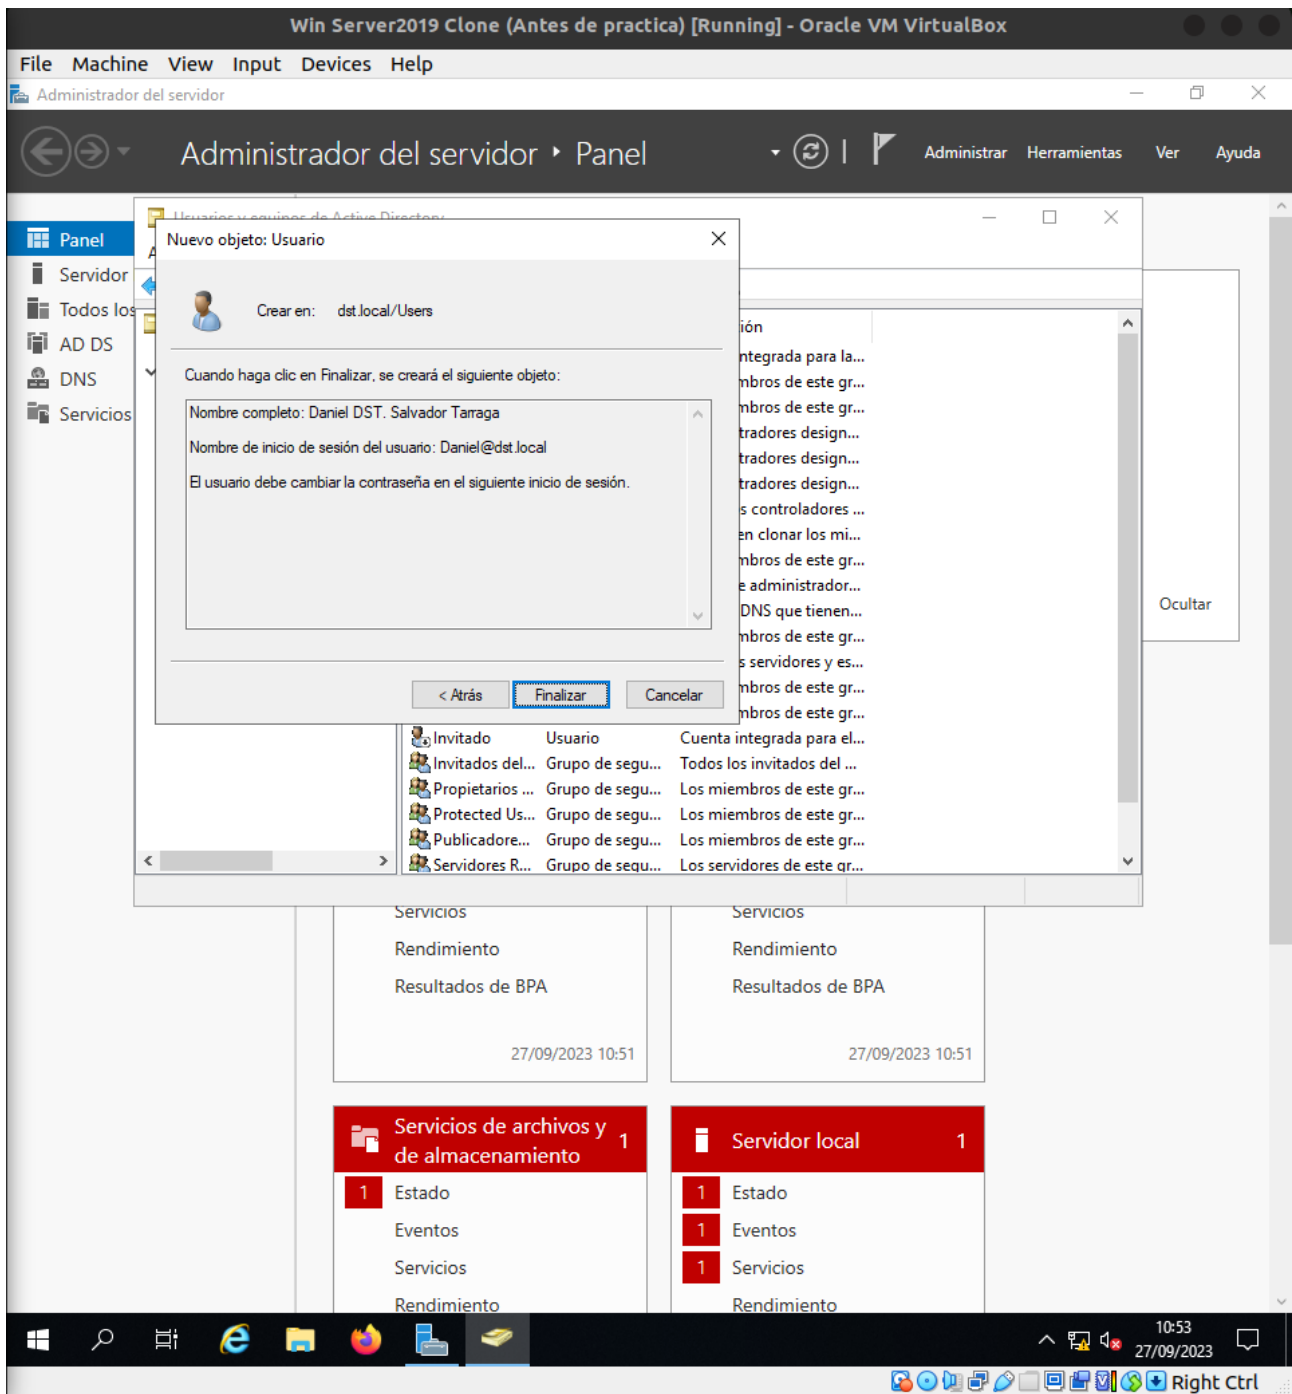 Win Server2019 Clone (Antes de practica) [Running] - Oracle VM VirtualBox
File Machine View Input Devices Help
Administrador del servidor
Administrador del servidor Panel
Administrar Herramientas Ver Ayuda
Usuarios y equipos de Active Directory
Panel
Servidor
Todos los
AD DS
DNS
Servicios
Nuevo objeto: Usuario
Crear en: dst.local/Users
Cuando haga clic en Finalizar, se creará el siguiente objeto:
Nombre completo: Daniel DST. Salvador Tarraga
Nombre de inicio de sesión del usuario: Daniel@dst.local
El usuario debe cambiar la contraseña en el siguiente inicio de sesión.
< Atrás Finalizar Cancelar
ión
ntegrada para la...
mbros de este gr...
mbros de este gr...
tradores design...
tradores design...
tradores design...
s controladores ...
en clonar los mi...
mbros de este gr...
e administrador...
DNS que tienen...
mbros de este gr...
s servidores y es...
mbros de este gr...
mbros de este gr...
Invitado Usuario Cuenta integrada para el...
Invitados del... Grupo de segu... Todos los invitados del ...
Propietarios ... Grupo de segu... Los miembros de este gr...
Protected Us... Grupo de segu... Los miembros de este gr...
Publicadore... Grupo de segu... Los miembros de este gr...
Servidores R... Grupo de segu... Los servidores de este gr...
Ocultar
Servicios
Rendimiento
Resultados de BPA
27/09/2023 10:51
Servicios
Rendimiento
Resultados de BPA
27/09/2023 10:51
Servicios de archivos y
de almacenamiento 1
1 Estado
Eventos
Servicios
Rendimiento
Servidor local 1
1 Estado
1 Eventos
1 Servicios
Rendimiento
10:53
27/09/2023
Right Ctrl